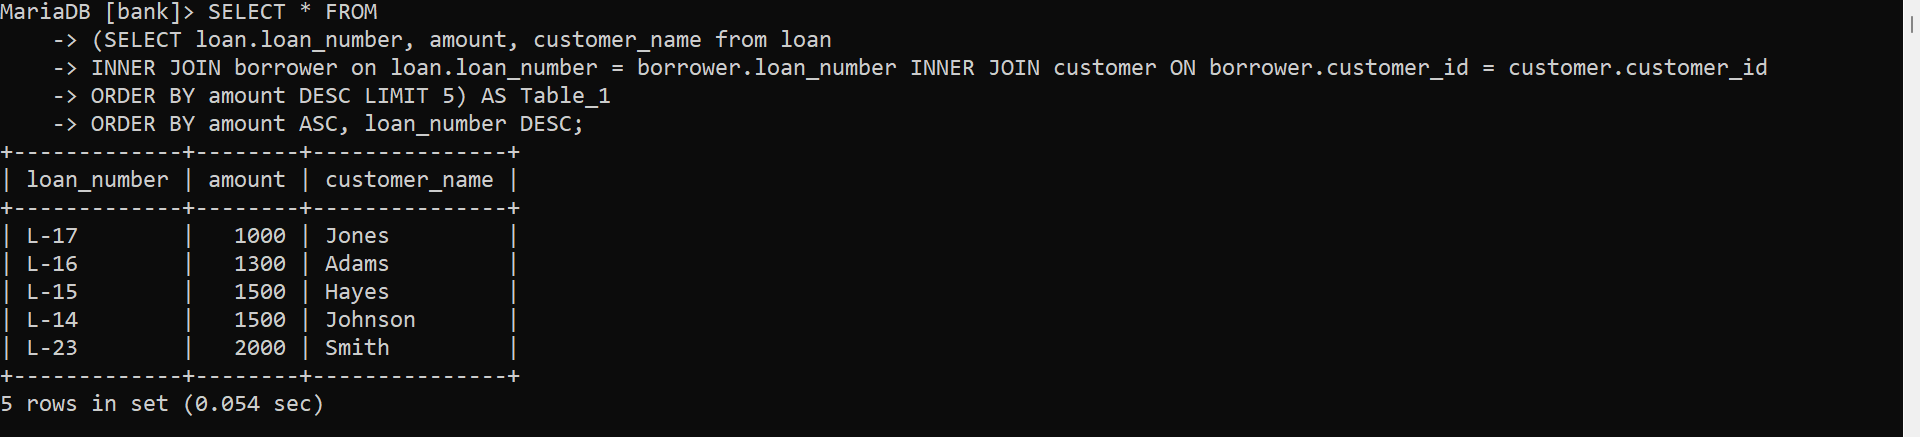 MariaDB [bank]> SELECT * FROM
    -> (SELECT loan.loan_number, amount, customer_name from loan
    -> INNER JOIN borrower on loan.loan_number = borrower.loan_number INNER JOIN customer ON borrower.customer_id = customer.customer_id
    -> ORDER BY amount DESC LIMIT 5) AS Table_1
    -> ORDER BY amount ASC, loan_number DESC;
+-------------+--------+---------------+
| loan_number | amount | customer_name |
+-------------+--------+---------------+
| L-17        |   1000 | Jones         |
| L-16        |   1300 | Adams         |
| L-15        |   1500 | Hayes         |
| L-14        |   1500 | Johnson       |
| L-23        |   2000 | Smith         |
+-------------+--------+---------------+
5 rows in set (0.054 sec)